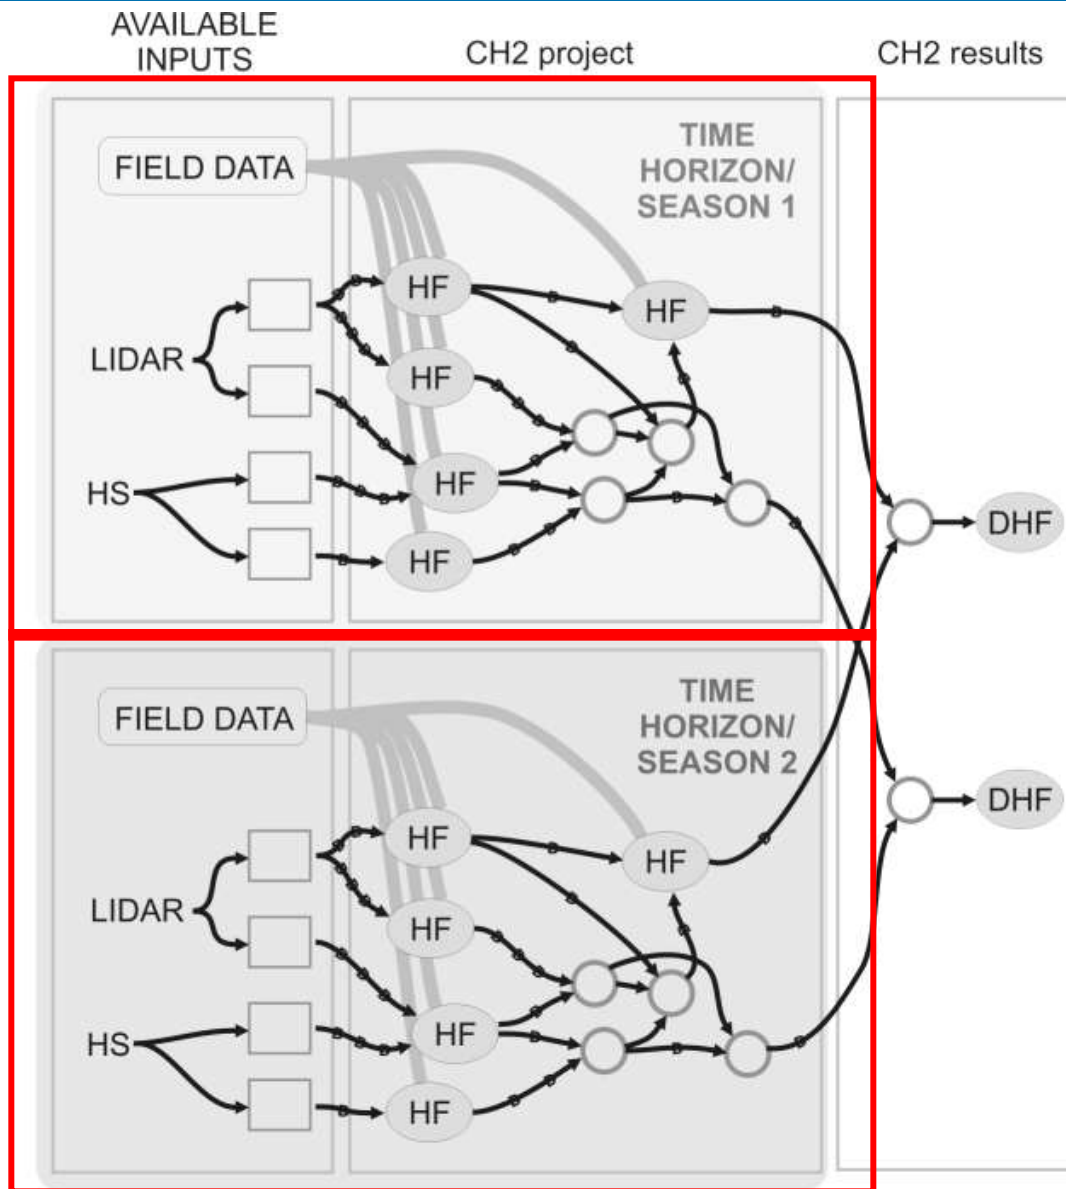 AVAILABLE
INPUTS
CH2 project
CH2 results
FIELD DATA
TIME
HORIZON/
SEASON 1
HF
HF
LIDAR
HF
HS
HF
DHF
HF
FIELD DATA
TIME
HORIZON/
SEASON 2
DHF
HF
HF
LIDAR
HF
HS
HF
HF